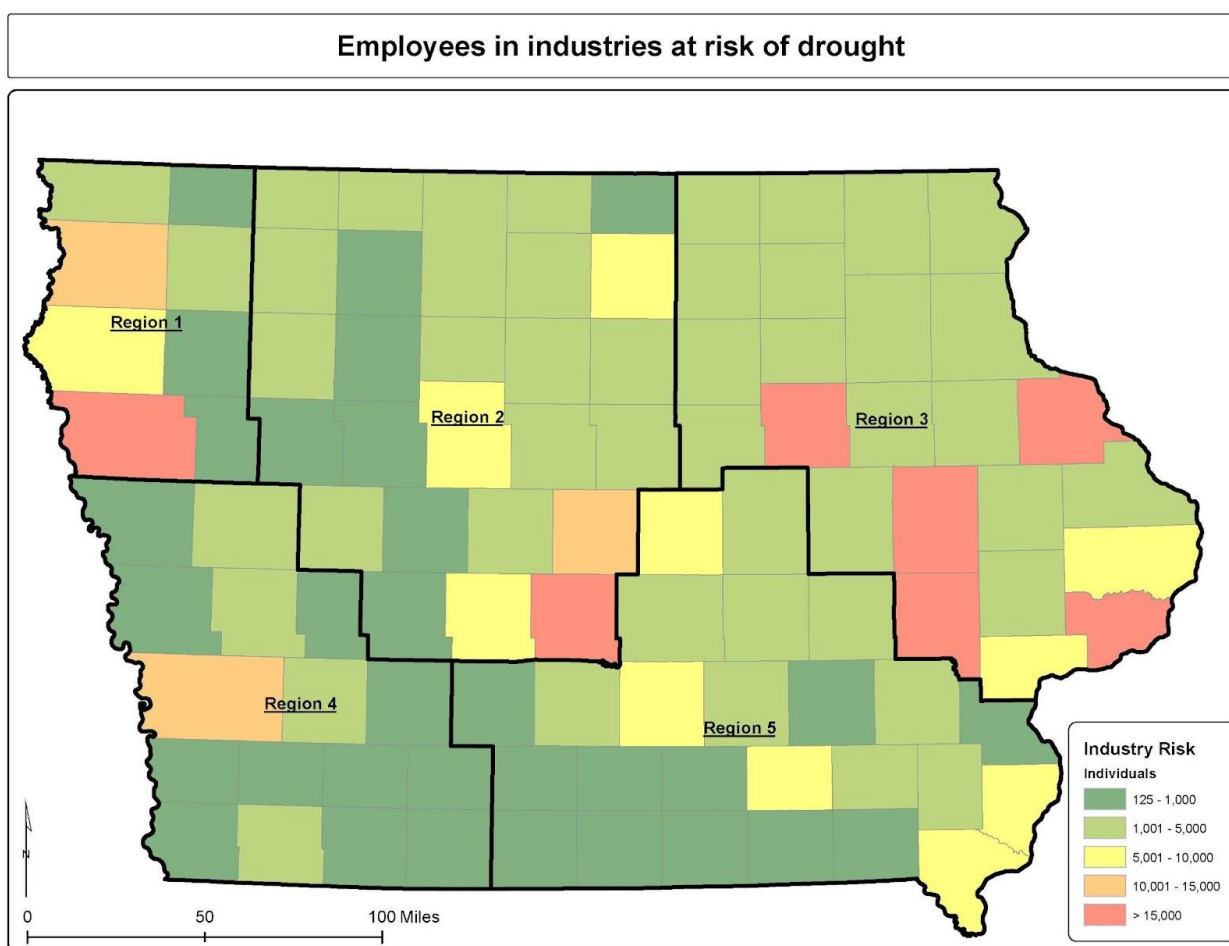 Employees in industries at risk of drought
Region 1
Region 2
Region 3
Region 4
Region 5
Industry Risk
Individuals
125 - 1,000
1,001 - 5,000
5,001 - 10,000
10,001 - 15,000
> 15,000
N
0 50 100 Miles